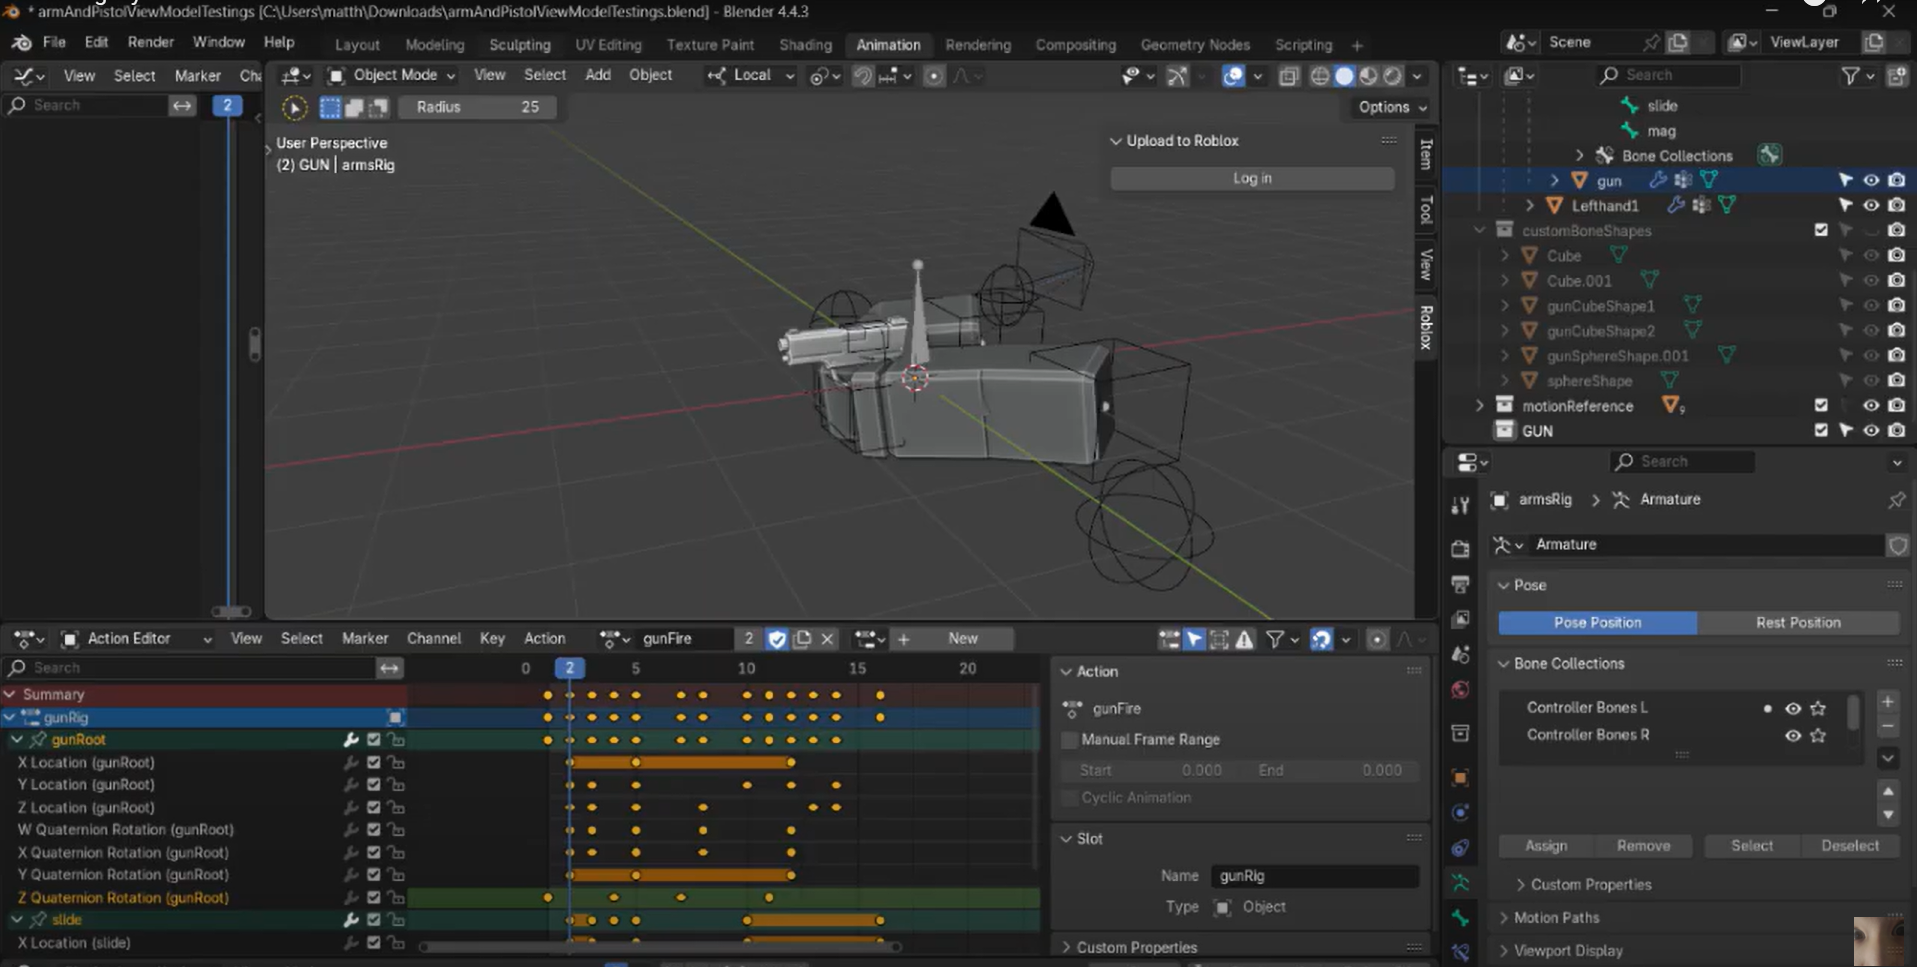 * armAndPistolViewModelTestings [C:\Users\matth\Downloads\armAndPistolViewModelTestings.blend] - Blender 4.4.3
File Edit Render Window Help Layout Modeling Sculpting UV Editing Texture Paint Shading Animation Rendering Compositing Geometry Nodes Scripting + Scene ViewLayer
View Select Marker Cha Object Mode View Select Add Object Local Search
Search 2 Radius 25 Options
User Perspective
(2) GUN | armsRig
Upload to Roblox
Log in
Item
Tool
View
Roblox
slide
mag
Bone Collections
gun
Lefthand1
customBoneShapes
Cube
Cube.001
gunCubeShape1
gunCubeShape2
gunSphereShape.001
sphereShape
motionReference 9
GUN
Search
armsRig > Armature
Armature
Pose
Pose Position Rest Position
Bone Collections
Controller Bones L
Controller Bones R
Assign Remove Select Deselect
Custom Properties
Motion Paths
Viewport Display
Action Editor View Select Marker Channel Key Action gunFire 2 New
Search 0 2 5 10 15 20
Summary
gunRig
gunRoot
X Location (gunRoot)
Y Location (gunRoot)
Z Location (gunRoot)
W Quaternion Rotation (gunRoot)
X Quaternion Rotation (gunRoot)
Y Quaternion Rotation (gunRoot)
Z Quaternion Rotation (gunRoot)
slide
X Location (slide)
Action
gunFire
Manual Frame Range
Start 0.000 End 0.000
Cyclic Animation
Slot
Name gunRig
Type Object
Custom Properties